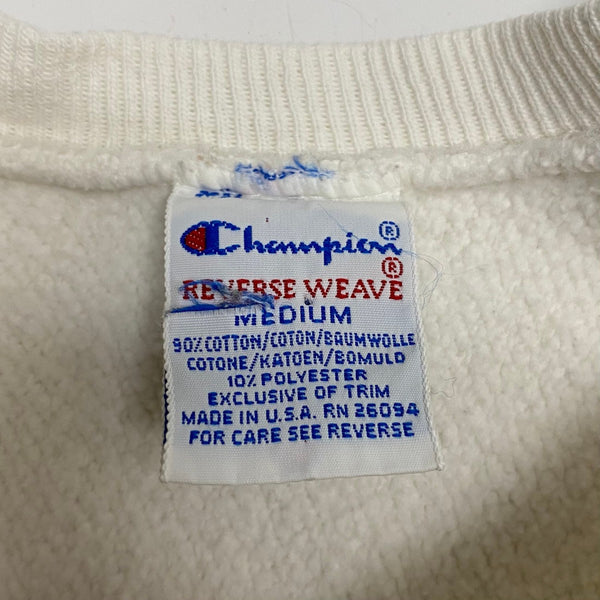 Champion®
®
REVERSE WEAVE
MEDIUM
90% COTTON/COTON/BAUMWOLLE
COTONE/KATOEN/BOMULD
10% POLYESTER
EXCLUSIVE OF TRIM
MADE IN U.S.A. RN 26094
FOR CARE SEE REVERSE